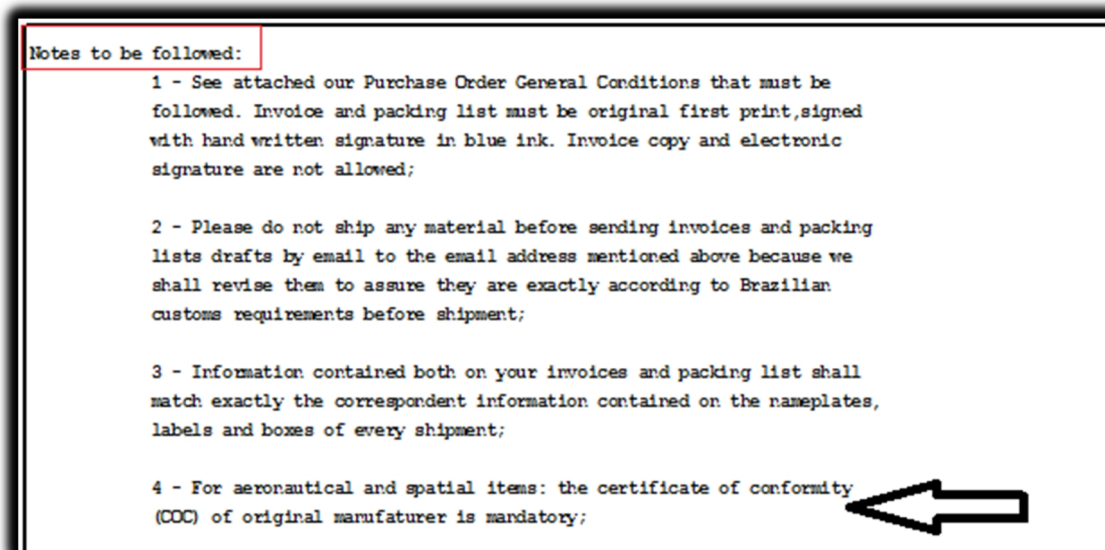 Notes to be followed:
1 - See attached our Purchase Order General Conditions that must be
followed. Invoice and packing list must be original first print,signed
with hand written signature in blue ink. Invoice copy and electronic
signature are not allowed;
2 - Please do not ship any material before sending invoices and packing
lists drafts by email to the email address mentioned above because we
shall revise them to assure they are exactly according to Brazilian
customs requirements before shipment;
3 - Information contained both on your invoices and packing list shall
match exactly the correspondent information contained on the nameplates,
labels and boxes of every shipment;
4 - For aeronautical and spatial items: the certificate of conformity
(COC) of original manufaturer is mandatory;